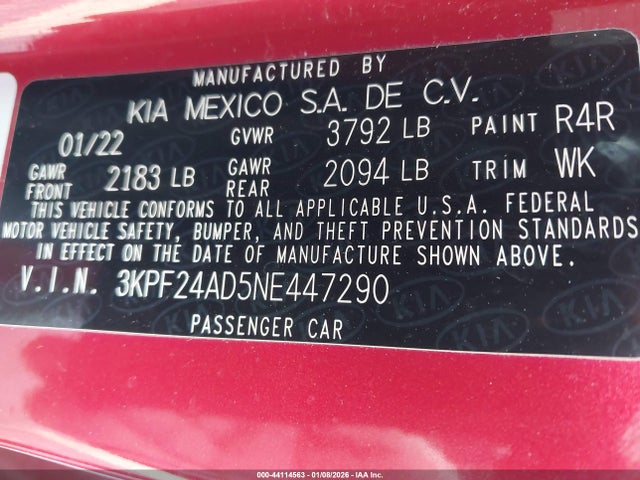 MANUFACTURED BY
KIA MEXICO S.A. DE C.V.
01/22 GVWR 3792 LB PAINT R4R
GAWR FRONT 2183 LB GAWR REAR 2094 LB TRIM WK
THIS VEHICLE CONFORMS TO ALL APPLICABLE U.S.A. FEDERAL
MOTOR VEHICLE SAFETY, BUMPER, AND THEFT PREVENTION STANDARDS
IN EFFECT ON THE DATE OF MANUFACTURE SHOWN ABOVE.
V.I.N. 3KPF24AD5NE447290
PASSENGER CAR
000-44114563 | 01/08/2026 | IAA Inc.